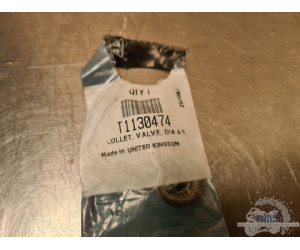 QTY 1
T1130474
COLLET, VALVE, DIA 4.5
Made in UNITED KINGDOM